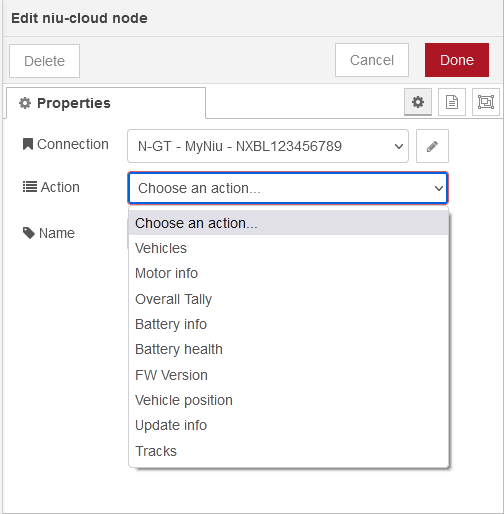 Edit niu-cloud node
Delete
Cancel
Done
Properties
Connection
N-GT - MyNiu - NXBL123456789
Action
Choose an action...
Name
Choose an action...
Vehicles
Motor info
Overall Tally
Battery info
Battery health
FW Version
Vehicle position
Update info
Tracks